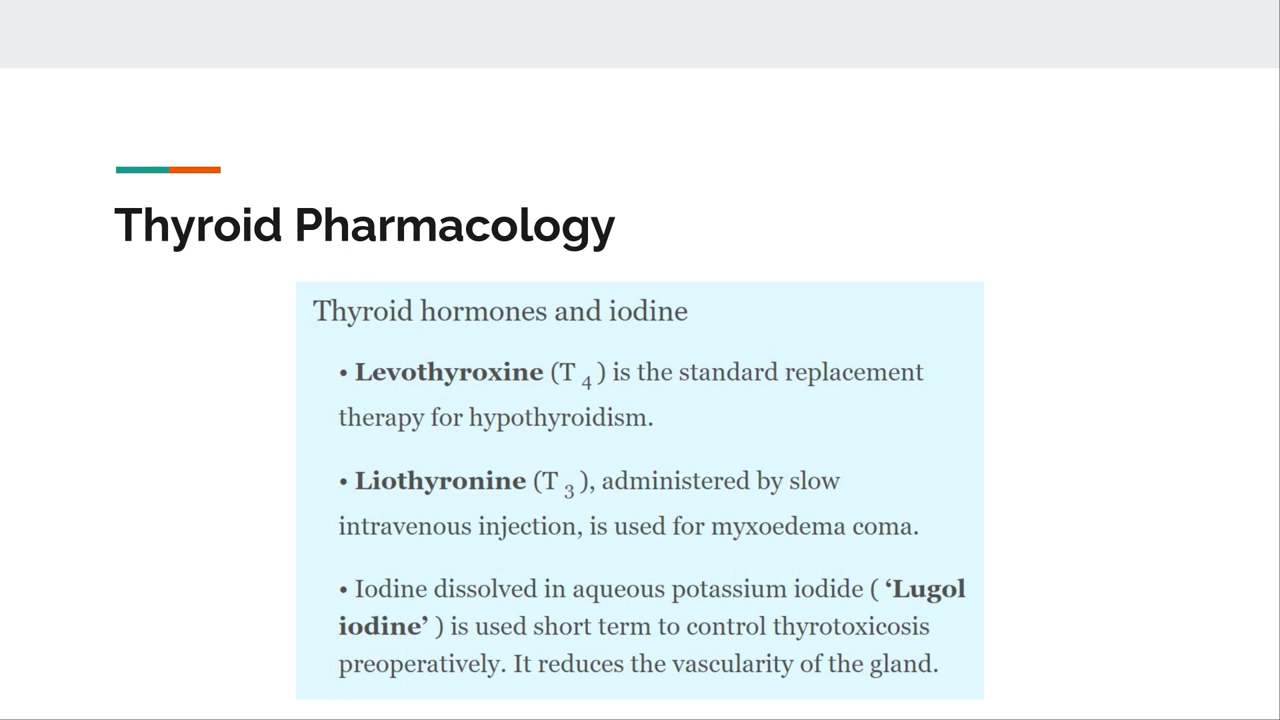 Thyroid Pharmacology
Thyroid hormones and iodine
• Levothyroxine (T 4 ) is the standard replacement
therapy for hypothyroidism.
• Liothyronine (T 3 ), administered by slow
intravenous injection, is used for myxoedema coma.
• Iodine dissolved in aqueous potassium iodide ( ‘Lugol
iodine’ ) is used short term to control thyrotoxicosis
preoperatively. It reduces the vascularity of the gland.